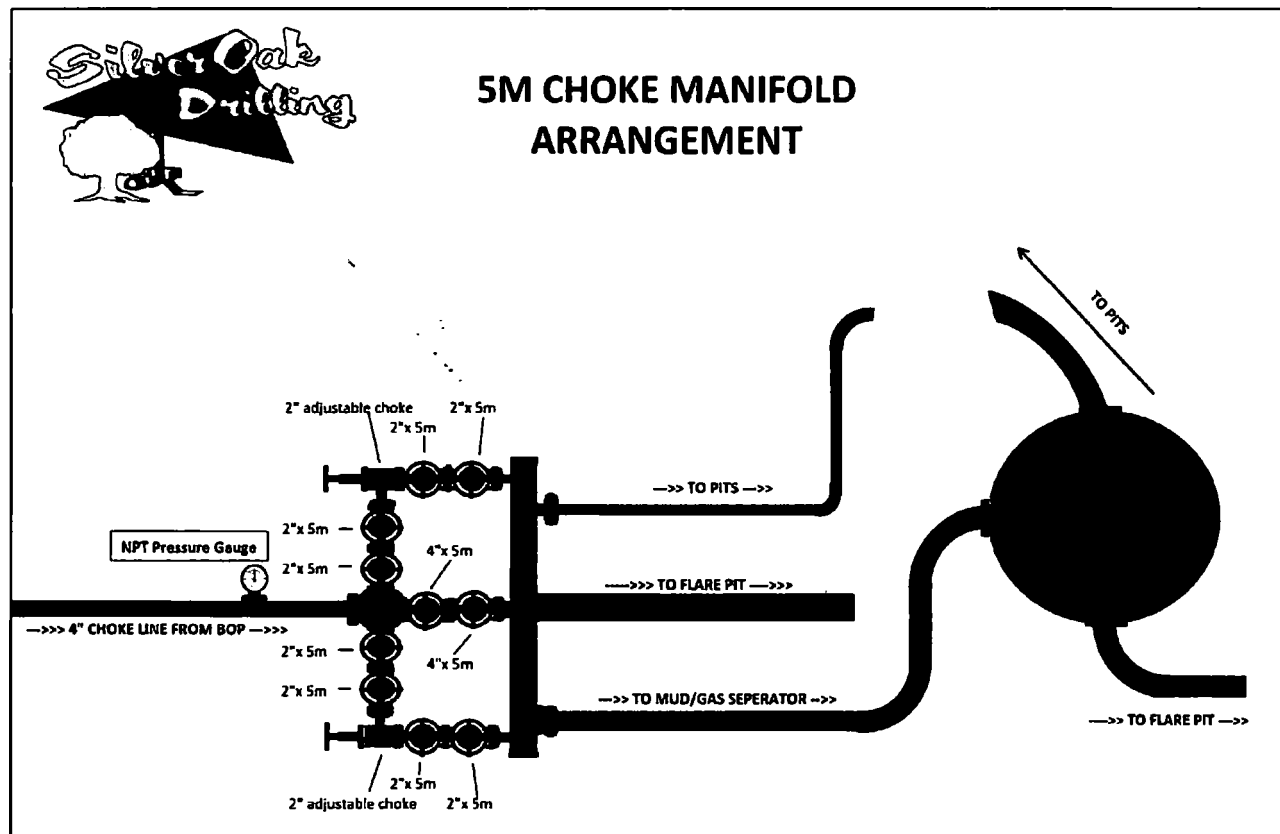 Silver Oak
Drilling
5M CHOKE MANIFOLD
ARRANGEMENT
TO PITS
2" adjustable choke
2"x 5m
2"x 5m
--->> TO PITS --->>
2"x 5m
NPT Pressure Gauge
2"x 5m
4"x 5m
---->>> TO FLARE PIT --->>>
--->>> 4" CHOKE LINE FROM BOP --->>>
2"x 5m
4"x 5m
2"x 5m
--->> TO MUD/GAS SEPERATOR -->>
--->> TO FLARE PIT --->>
2"x 5m
2" adjustable choke
2"x 5m